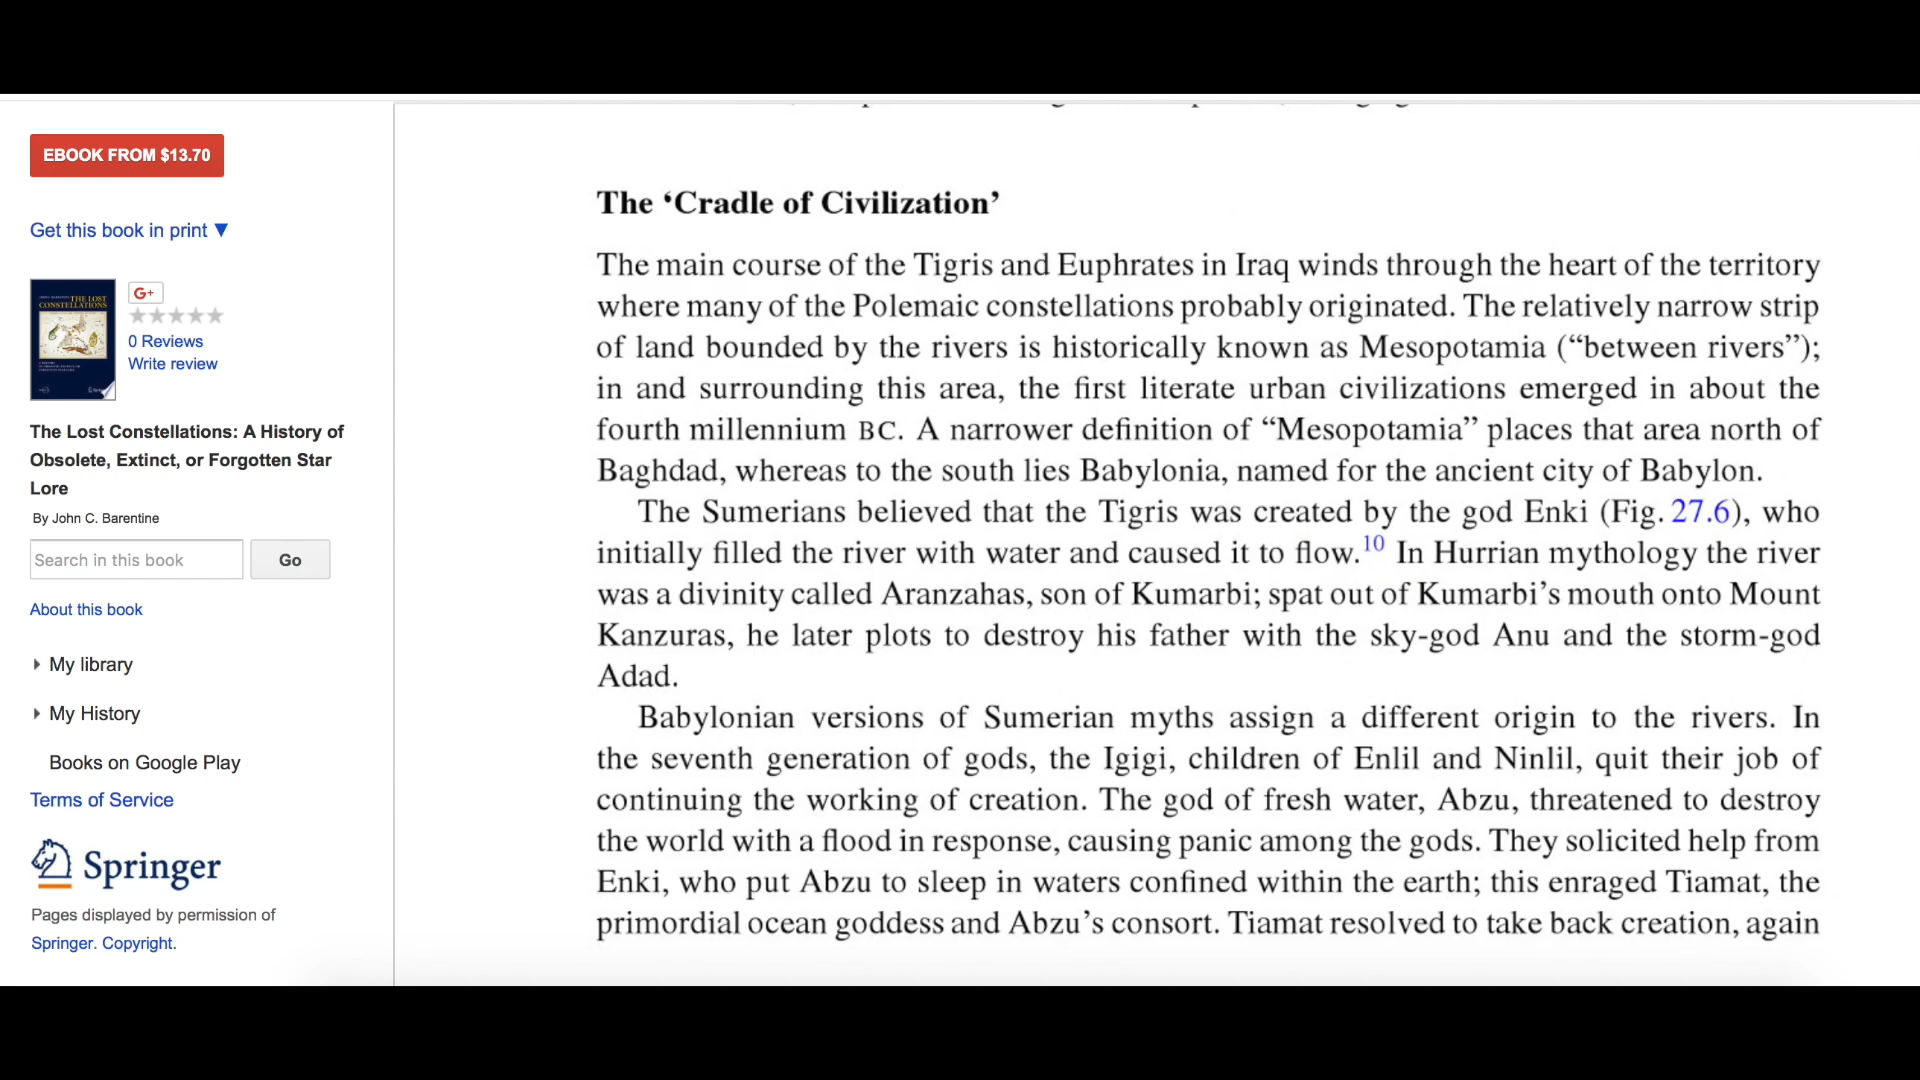 EBOOK FROM $13.70
Get this book in print ▼
G+
0 Reviews
Write review
THE LOST
CONSTELLATIONS
The Lost Constellations: A History of
Obsolete, Extinct, or Forgotten Star
Lore
By John C. Barentine
Search in this book
Go
About this book
My library
My History
Books on Google Play
Terms of Service
Springer
Pages displayed by permission of
Springer. Copyright.
The ‘Cradle of Civilization’
The main course of the Tigris and Euphrates in Iraq winds through the heart of the territory
where many of the Polemaic constellations probably originated. The relatively narrow strip
of land bounded by the rivers is historically known as Mesopotamia (“between rivers”);
in and surrounding this area, the first literate urban civilizations emerged in about the
fourth millennium BC. A narrower definition of “Mesopotamia” places that area north of
Baghdad, whereas to the south lies Babylonia, named for the ancient city of Babylon.
The Sumerians believed that the Tigris was created by the god Enki (Fig. 27.6), who
initially filled the river with water and caused it to flow.10 In Hurrian mythology the river
was a divinity called Aranzahas, son of Kumarbi; spat out of Kumarbi’s mouth onto Mount
Kanzuras, he later plots to destroy his father with the sky-god Anu and the storm-god
Adad.
Babylonian versions of Sumerian myths assign a different origin to the rivers. In
the seventh generation of gods, the Igigi, children of Enlil and Ninlil, quit their job of
continuing the working of creation. The god of fresh water, Abzu, threatened to destroy
the world with a flood in response, causing panic among the gods. They solicited help from
Enki, who put Abzu to sleep in waters confined within the earth; this enraged Tiamat, the
primordial ocean goddess and Abzu’s consort. Tiamat resolved to take back creation, again